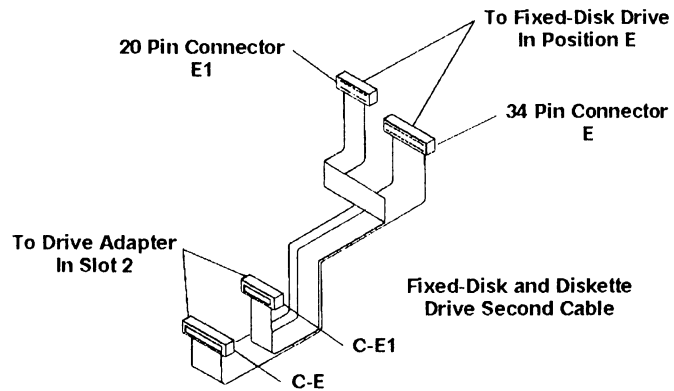 To Fixed-Disk Drive
In Position E
20 Pin Connector
E1
34 Pin Connector
E
To Drive Adapter
In Slot 2
Fixed-Disk and Diskette
Drive Second Cable
C-E1
C-E